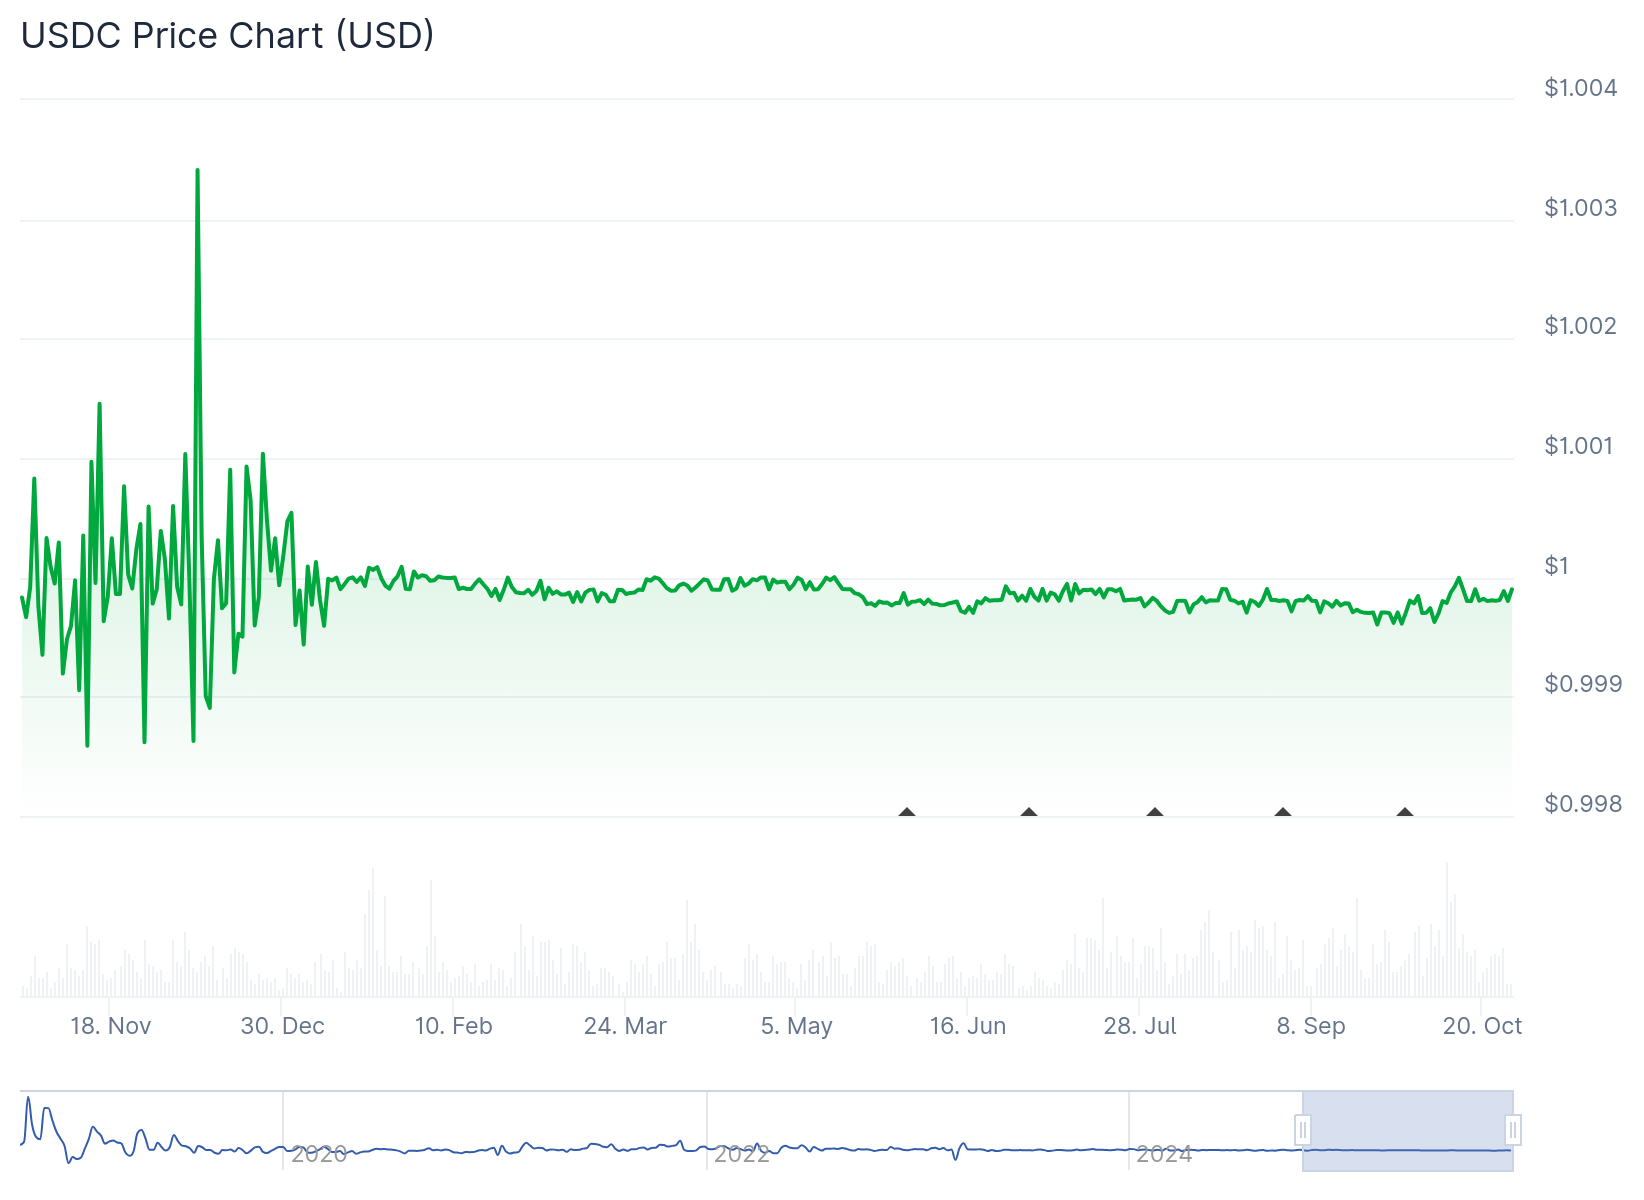 USDC Price Chart (USD)
$1.004
$1.003
$1.002
$1.001
$1
$0.999
$0.998
18. Nov 30. Dec 10. Feb 24. Mar 5. May 16. Jun 28. Jul 8. Sep 20. Oct
2020 2022 2024